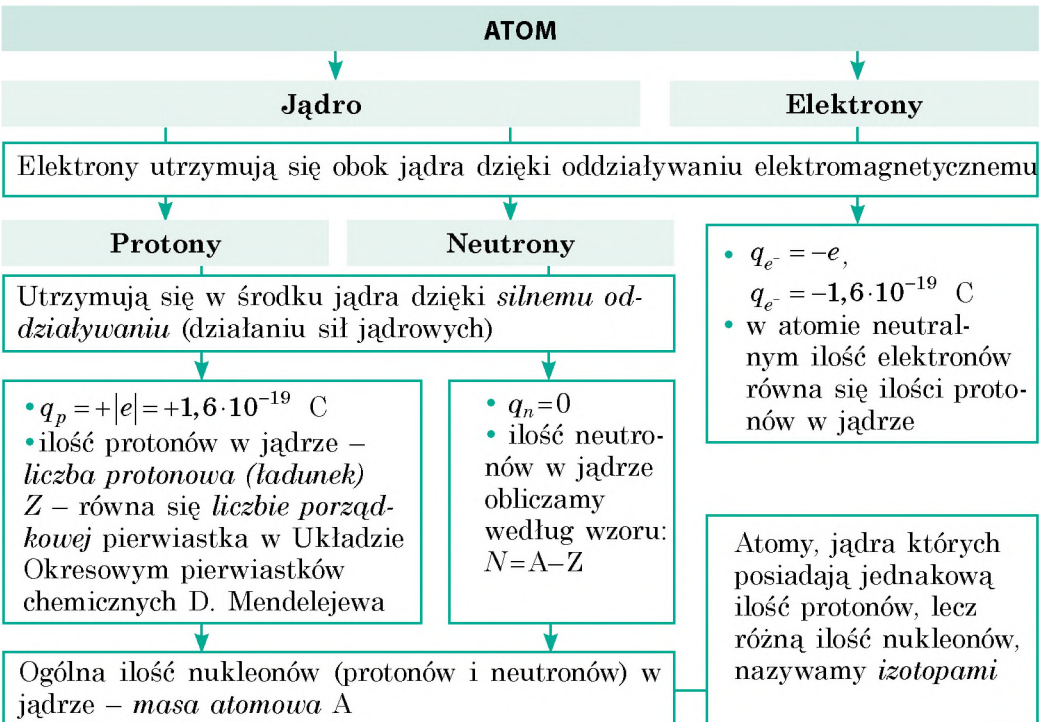 ATOM
Jądro
Elektrony
Elektrony utrzymują się obok jądra dzięki oddziaływaniu elektromagnetycznemu
Protony
Neutrony
Utrzymują się w środku jądra dzięki silnemu od-
działywaniu (działaniu sił jądrowych)
• q_{e^-} = −e,
q_{e^-} = −1,6·10^{−19} C
• w atomie neutral-
nym ilość elektronów
równa się ilości proto-
nów w jądrze
• q_p = +|e| = +1,6·10^{−19} C
• ilość protonów w jądrze –
liczba protonowa (ładunek)
Z – równa się liczbie porząd-
kowej pierwiastka w Układzie
Okresowym pierwiastków
chemicznych D. Mendelejewa
• q_n=0
• ilość neutro-
nów w jądrze
obliczamy
według wzoru:
N=A–Z
Atomy, jądra których
posiadają jednakową
ilość protonów, lecz
różną ilość nukleonów,
nazywamy izotopami
Ogólna ilość nukleonów (protonów i neutronów) w
jądrze – masa atomowa A